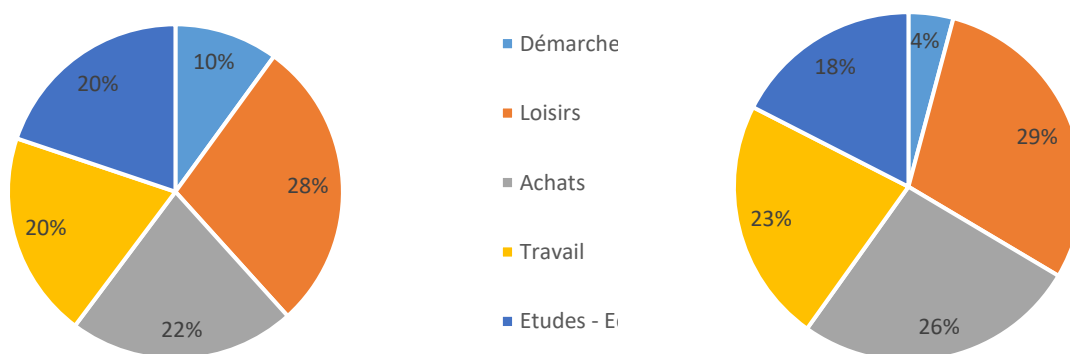 10%
28%
22%
20%
20%
Démarche
Loisirs
Achats
Travail
Etudes -
4%
29%
26%
23%
18%